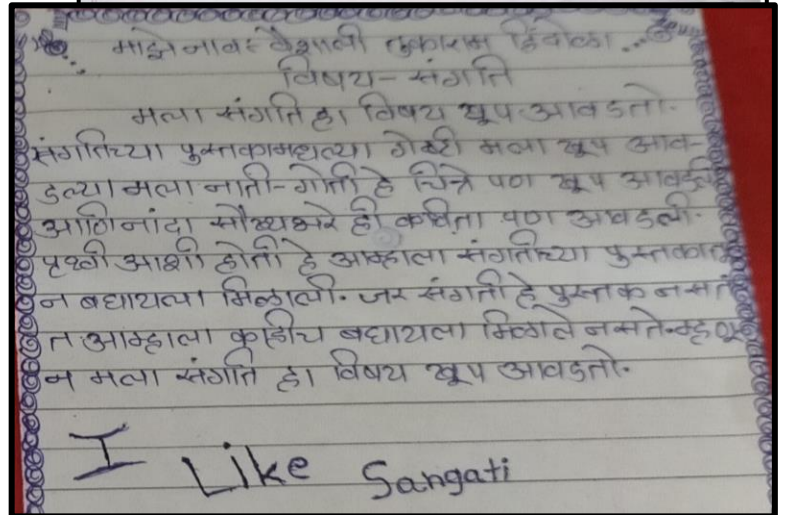 माझे नाव: वैशाली तुकाराम
विषय - संगति
मला संगति हा विषय खूप आवडतो.
संगतिच्या पुस्तकामधल्या गोष्टी मला खूप आव-
डल्या मला नाती-गोती हे चित्रे पण खूप आवडले
आणि नांदा सौख्यभरे ही कविता पण आवडली.
पृथ्वी आशी होती हे आम्हाला संगतीच्या पुस्तकातू
न बघायला मिळाली. जर संगती हे पुस्तक नसतं
त आम्हाला काहीच बघायला मिळाले नसते. म्हणू
न मला संगति हा विषय खूप आवडतो.
I Like Sangati